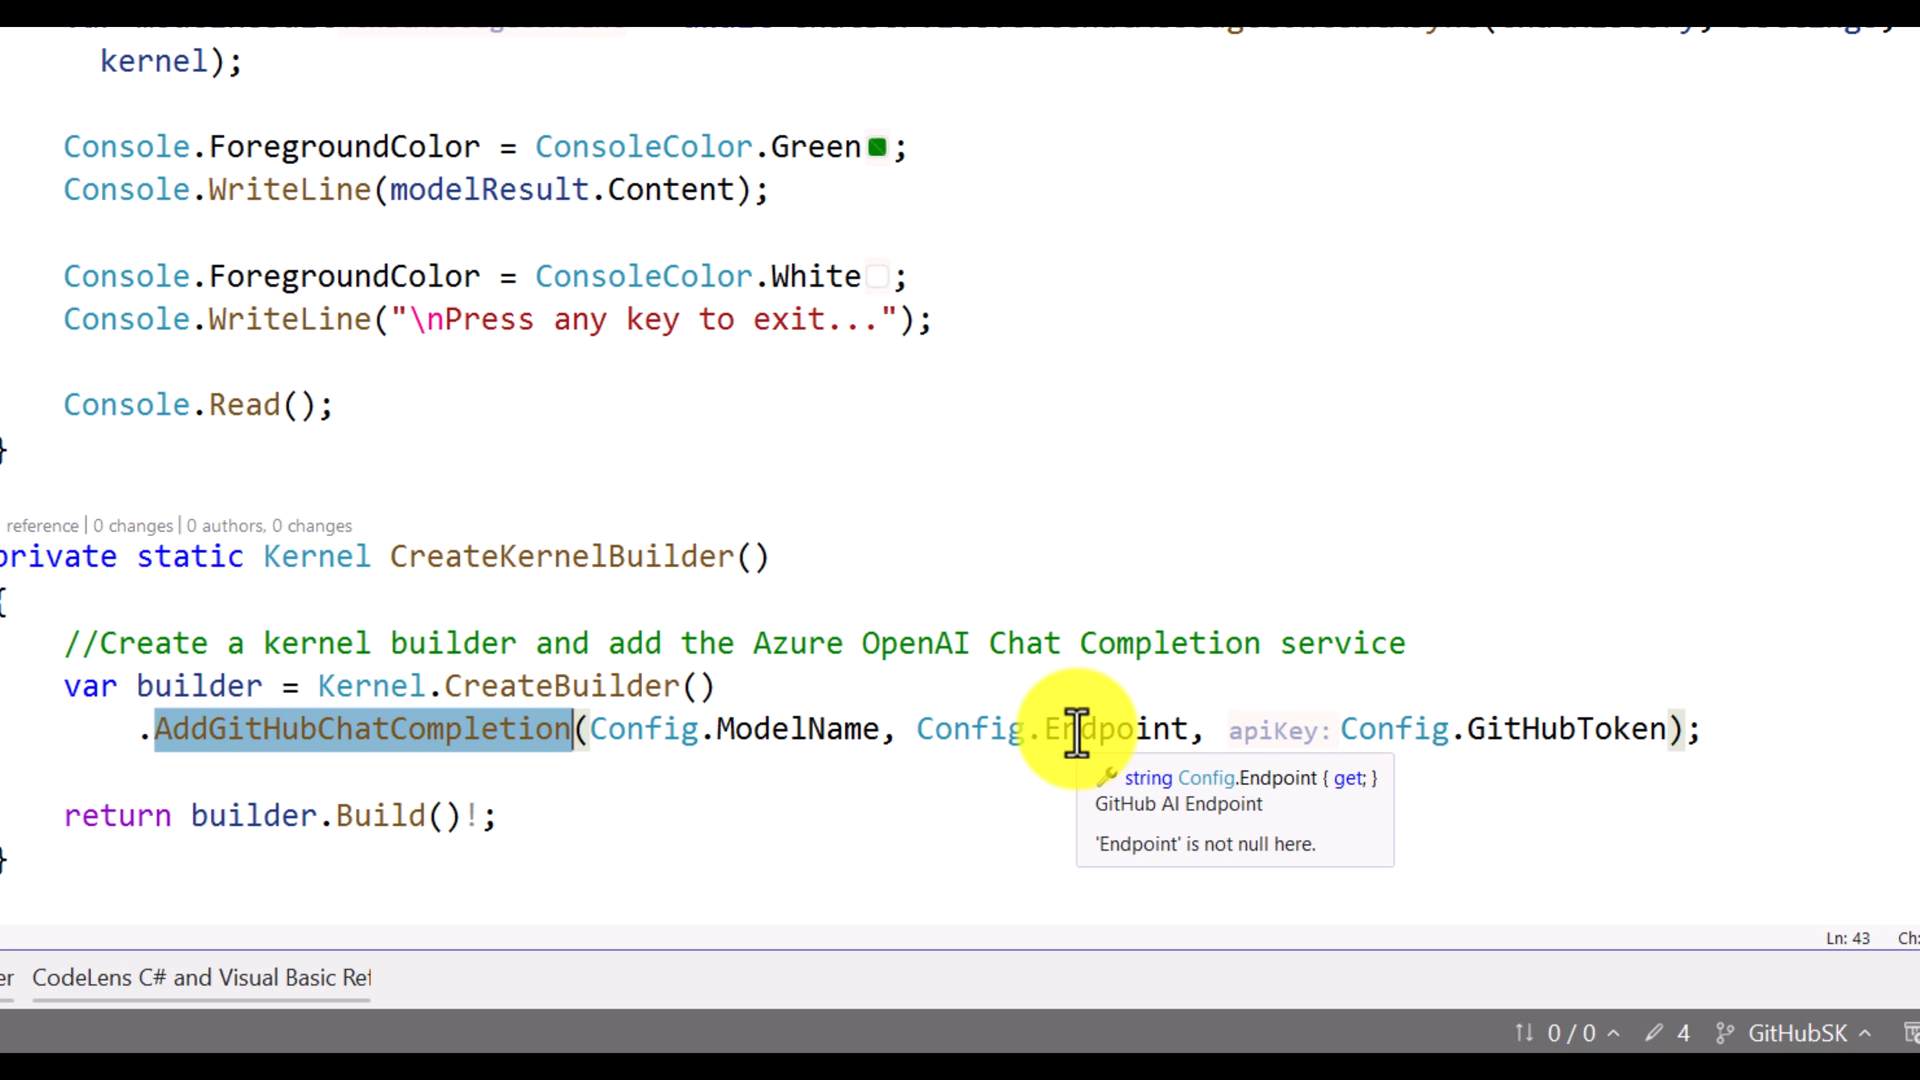 kernel);
Console.ForegroundColor = ConsoleColor.Green;
Console.WriteLine(modelResult.Content);
Console.ForegroundColor = ConsoleColor.White;
Console.WriteLine("\nPress any key to exit...");
Console.Read();
}
reference | 0 changes | 0 authors, 0 changes
private static Kernel CreateKernelBuilder()
{
//Create a kernel builder and add the Azure OpenAI Chat Completion service
var builder = Kernel.CreateBuilder()
.AddGitHubChatCompletion(Config.ModelName, Config.Endpoint, apiKey: Config.GitHubToken);
string Config.Endpoint { get; }
GitHub AI Endpoint
'Endpoint' is not null here.
return builder.Build()!;
}
Ln: 43 Ch:
er CodeLens C# and Visual Basic Ref
0 / 0 4 GitHubSK